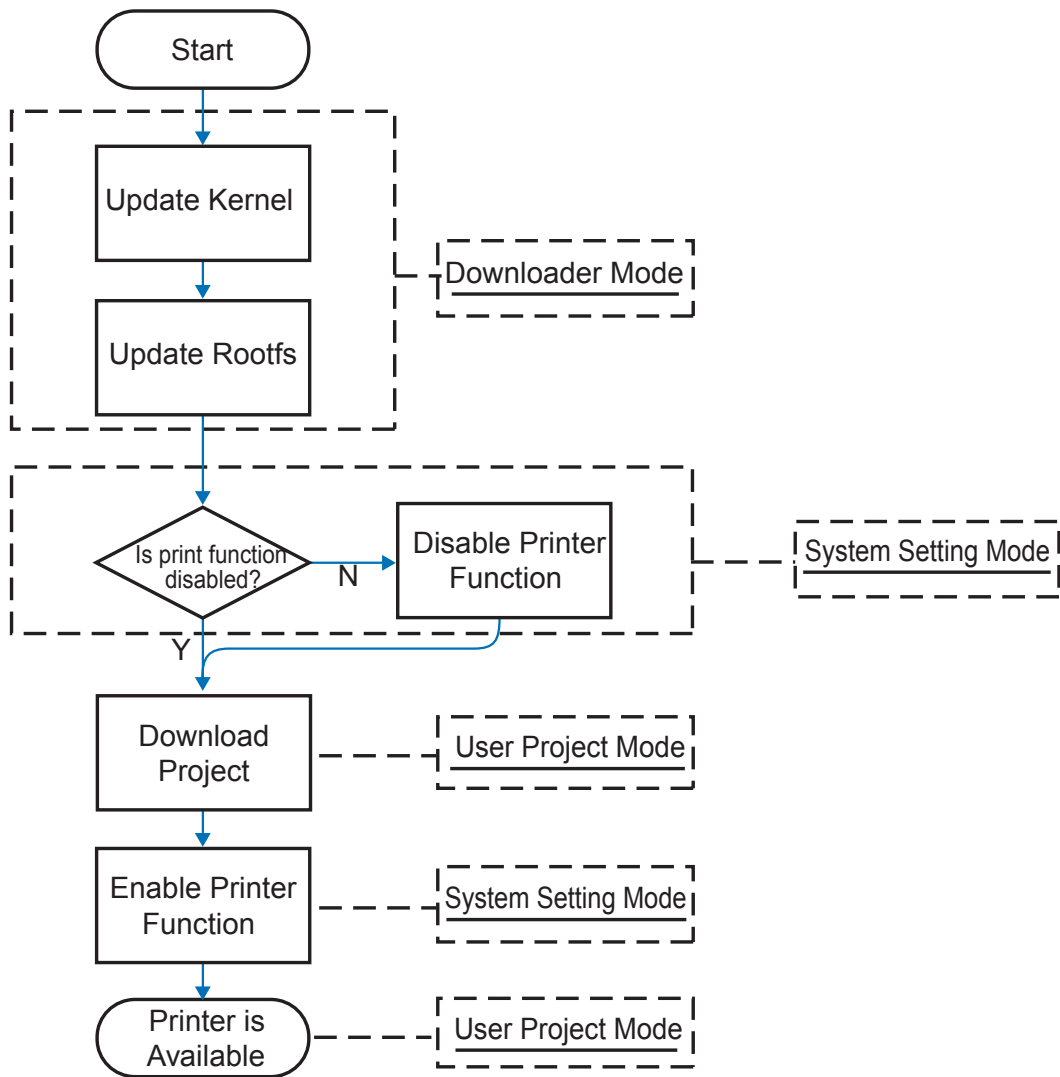 Start
Update Kernel
Downloader Mode
Update Rootfs
Is print function
disabled?
N
Disable Printer
Function
System Setting Mode
Y
Download
Project
User Project Mode
Enable Printer
Function
System Setting Mode
Printer is
Available
User Project Mode